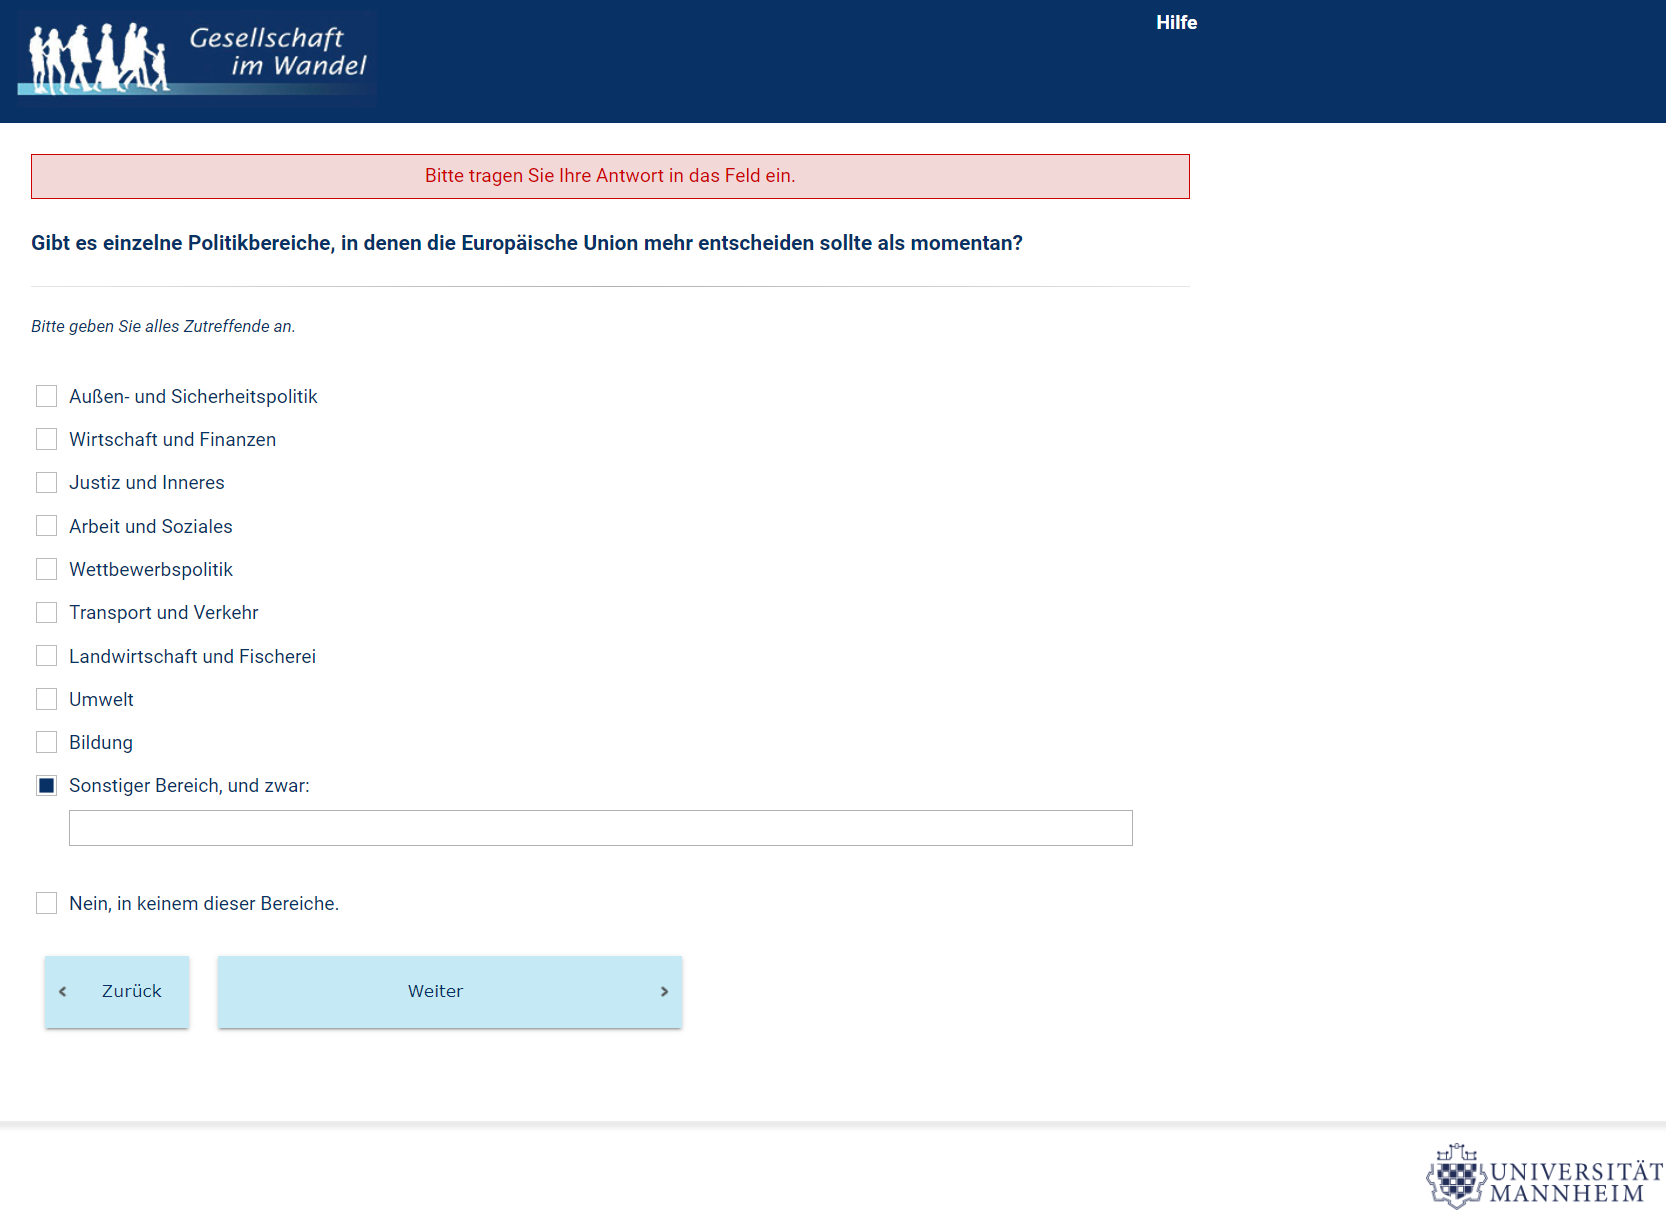 Gesellschaft
im Wandel
Hilfe
Bitte tragen Sie Ihre Antwort in das Feld ein.
Gibt es einzelne Politikbereiche, in denen die Europäische Union mehr entscheiden sollte als momentan?
Bitte geben Sie alles Zutreffende an.
Außen- und Sicherheitspolitik
Wirtschaft und Finanzen
Justiz und Inneres
Arbeit und Soziales
Wettbewerbspolitik
Transport und Verkehr
Landwirtschaft und Fischerei
Umwelt
Bildung
Sonstiger Bereich, und zwar:
Nein, in keinem dieser Bereiche.
Zurück
Weiter
UNIVERSITÄT
MANNHEIM